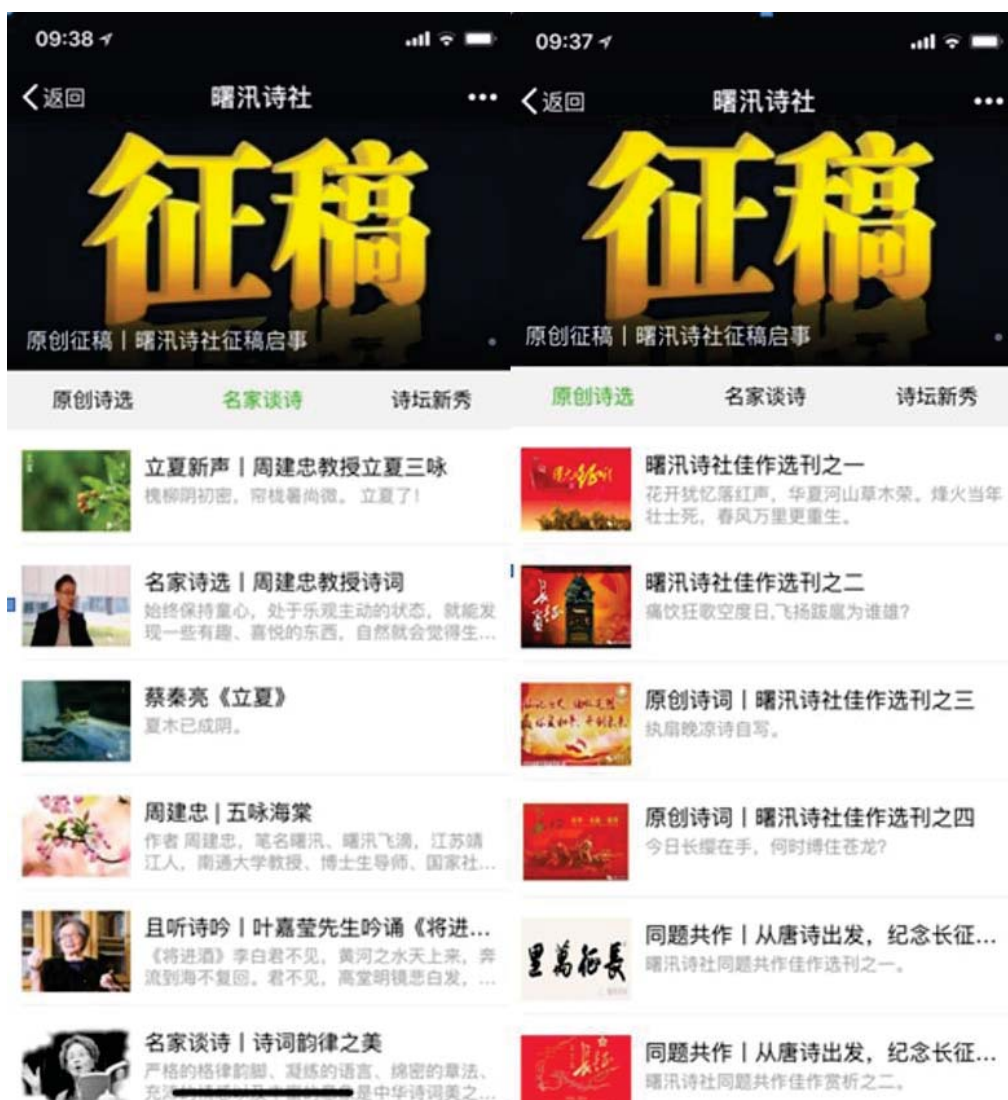 09:38
返回
曙汛诗社
征稿
原创征稿丨曙汛诗社征稿启事
原创诗选
名家谈诗
诗坛新秀
立夏新声丨周建忠教授立夏三咏
槐柳阴初密，帘栊暑尚微。 立夏了!
名家诗选丨周建忠教授诗词
始终保持童心，处于乐观主动的状态，就能发
现一些有趣、喜悦的东西，自然就会觉得生...
蔡秦亮《立夏》
夏木已成阴。
周建忠 | 五咏海棠
作者 周建忠，笔名曙汛、曙汛飞滴，江苏靖
江人，南通大学教授、博士生导师、国家社...
且听诗吟丨叶嘉莹先生吟诵《将进...
《将进酒》李白君不见，黄河之水天上来，奔
流到海不复回。君不见，高堂明镜悲白发，...
名家谈诗丨诗词韵律之美
严格的格律韵脚、凝练的语言、绵密的章法、
是中华诗词美之...
09:37
返回
曙汛诗社
征稿
原创征稿丨曙汛诗社征稿启事
原创诗选
名家谈诗
诗坛新秀
曙汛诗社佳作选刊之一
花开犹忆落红声，华夏河山草木荣。烽火当年
壮士死，春风万里更重生。
曙汛诗社佳作选刊之二
痛饮狂歌空度日,飞扬跋扈为谁雄?
原创诗词丨曙汛诗社佳作选刊之三
纨扇晚凉诗自写。
原创诗词丨曙汛诗社佳作选刊之四
今日长缨在手，何时缚住苍龙?
里萬征長
同题共作丨从唐诗出发，纪念长征...
曙汛诗社同题共作佳作选刊之一。
同题共作丨从唐诗出发，纪念长征...
曙汛诗社同题共作佳作赏析之二。